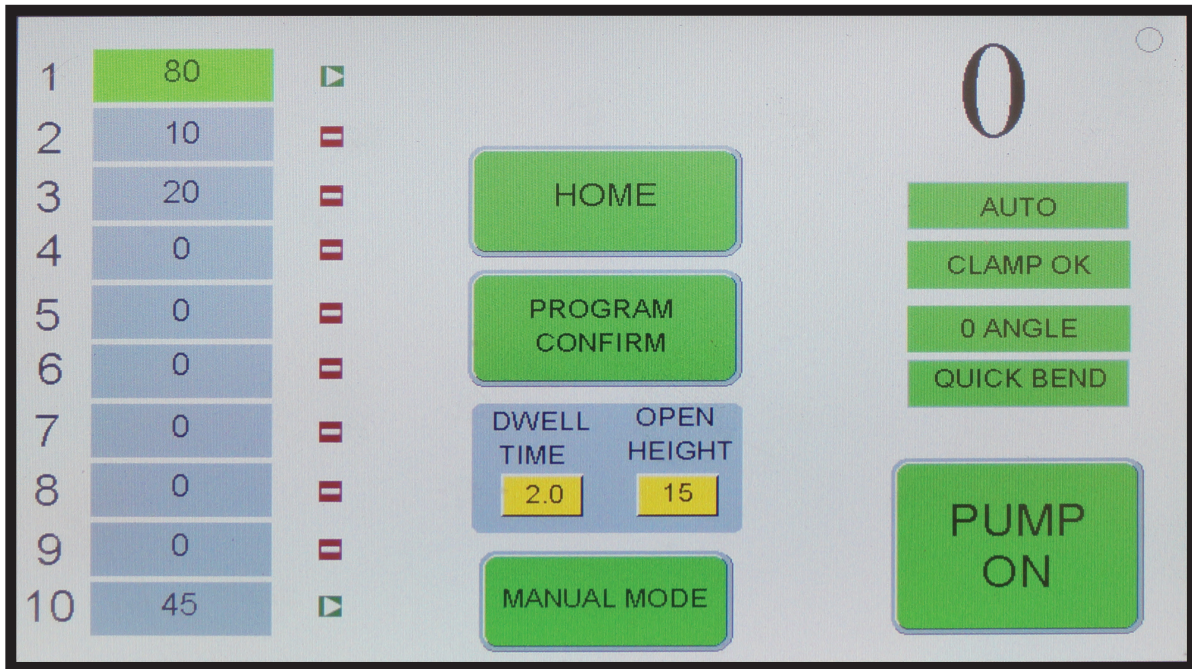 1 80
2 10
3 20
4 0
5 0
6 0
7 0
8 0
9 0
10 45
HOME
PROGRAM
CONFIRM
DWELL
TIME
2.0
OPEN
HEIGHT
15
MANUAL MODE
0
AUTO
CLAMP OK
0 ANGLE
QUICK BEND
PUMP
ON